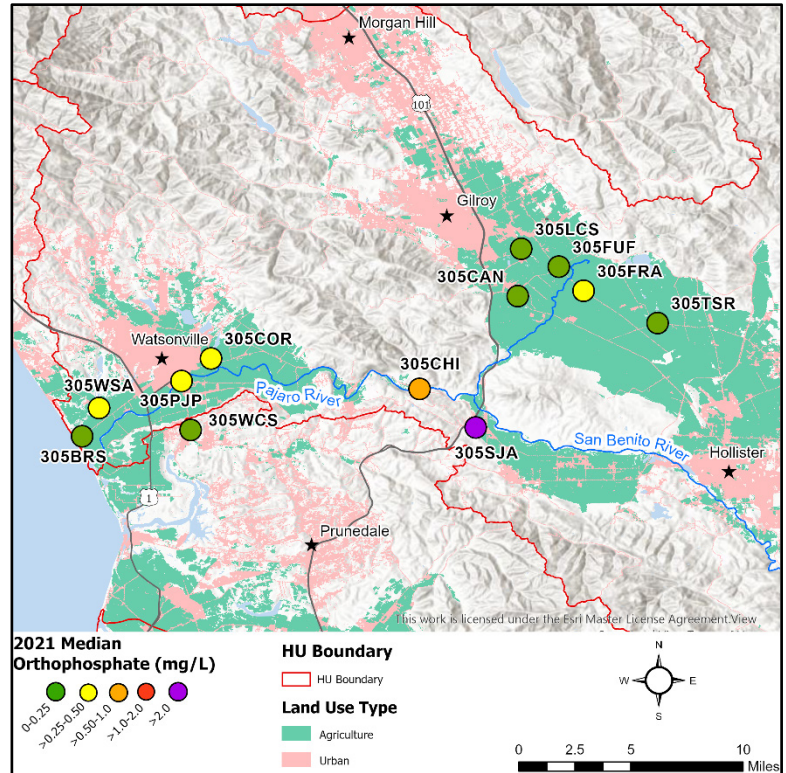 Morgan Hill
101
Gilroy
305LCS
305FUF
305CAN
305FRA
305TSR
Watsonville
305COR
305CHI
305WSA
305PJP
Pajaro River
305WCS
305BRS
305SJA
San Benito River
Hollister
1
Prunedale
This work is licensed under the Esri Master License Agreement.View
2021 Median
Orthophosphate (mg/L)
0-0.25
>0.25-0.50
>0.50-1.0
>1.0-2.0
>2.0
HU Boundary
HU Boundary
Land Use Type
Agriculture
Urban
N
W
E
S
0 2.5 5 10
Miles